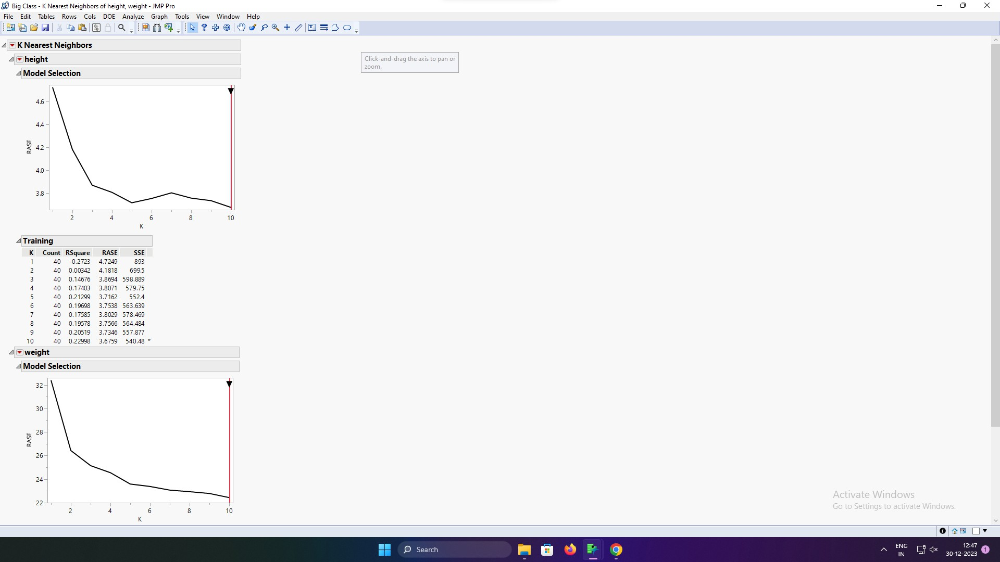 Big Class - K Nearest Neighbors of height, weight - JMP Pro
File Edit Tables Rows Cols DOE Analyze Graph Tools View Window Help
K Nearest Neighbors
height
Model Selection
Click-and-drag the axis to pan or
zoom.
4.6
4.4
4.2
4.0
3.8
RASE
2 4 6 8 10
K
Training
K Count RSquare RASE SSE
1 40 -0.2723 4.7249 893
2 40 0.00342 4.1818 699.5
3 40 0.14676 3.8694 598.889
4 40 0.17403 3.8071 579.75
5 40 0.21299 3.7162 552.4
6 40 0.19698 3.7538 563.639
7 40 0.17585 3.8029 578.469
8 40 0.19578 3.7566 564.484
9 40 0.20519 3.7346 557.877
10 40 0.22998 3.6759 540.48 *
weight
Model Selection
32
30
28
26
24
22
RASE
2 4 6 8 10
K
Activate Windows
Go to Settings to activate Windows.
Search
ENG
IN
12:47
30-12-2023
1